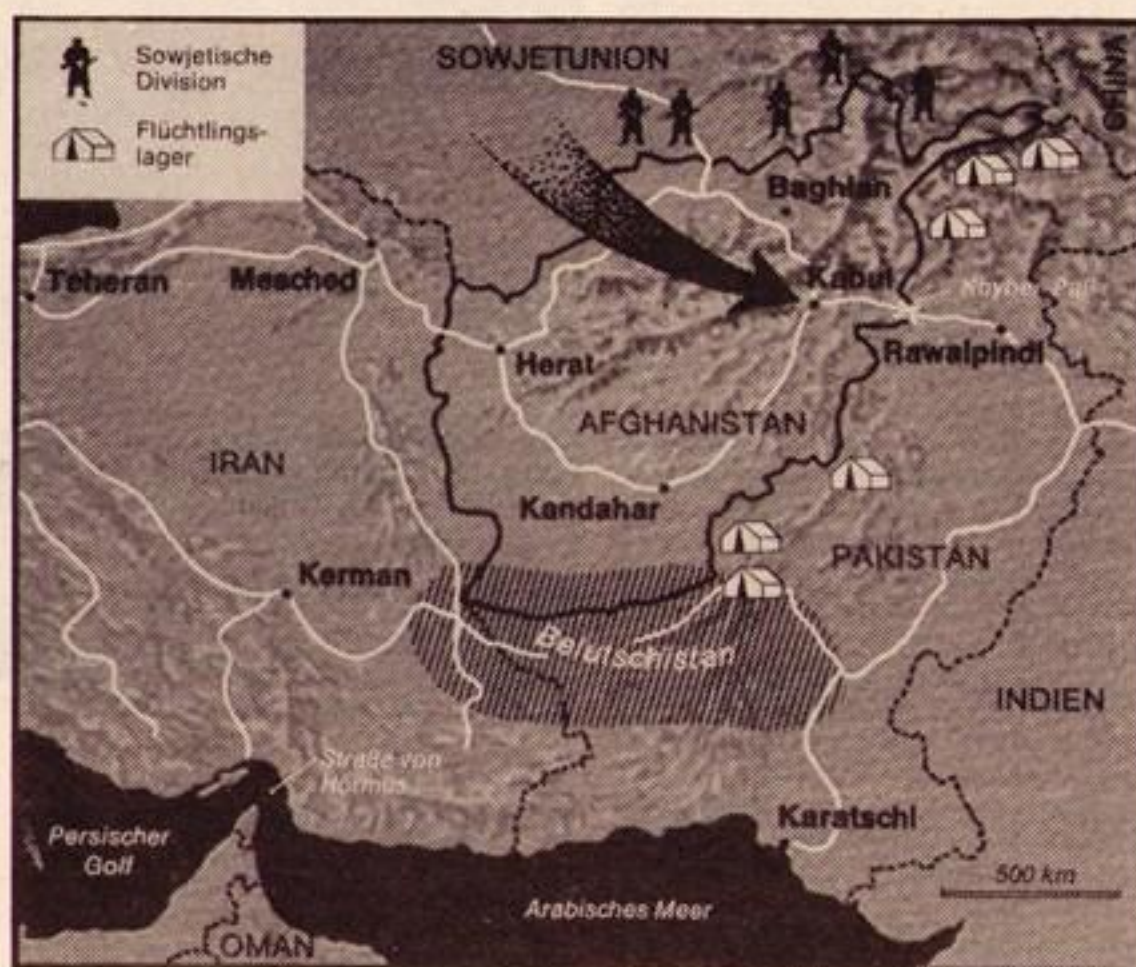 Sowjetische
Division
Flüchtlings-
lager
SOWJETUNION
CHINA
Baghlan
Teheran
Mesched
Kabul
Khyber-Paß
Herat
Rawalpindi
AFGHANISTAN
IRAN
Kandahar
PAKISTAN
Kerman
Belutschistan
INDIEN
Straße von
Hormus
Karatschi
Persischer
Golf
500 km
Arabisches Meer
OMAN